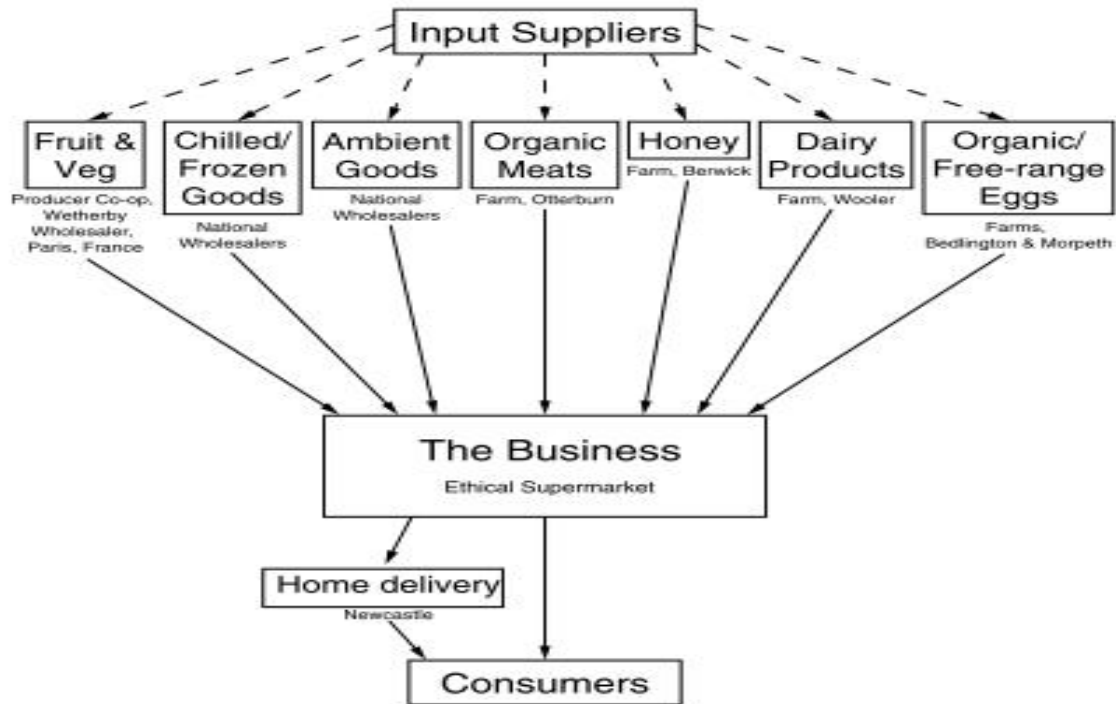 Input Suppliers
Fruit &
Veg
Producer Co-op,
Wetherby
Wholesaler,
Paris, France
Chilled/
Frozen
Goods
National
Wholesalers
Ambient
Goods
National
Wholesalers
Organic
Meats
Farm, Otterburn
Honey
Farm, Berwick
Dairy
Products
Farm, Wooler
Organic/
Free-range
Eggs
Farms,
Bedlington & Morpeth
The Business
Ethical Supermarket
Home delivery
Newcastle
Consumers